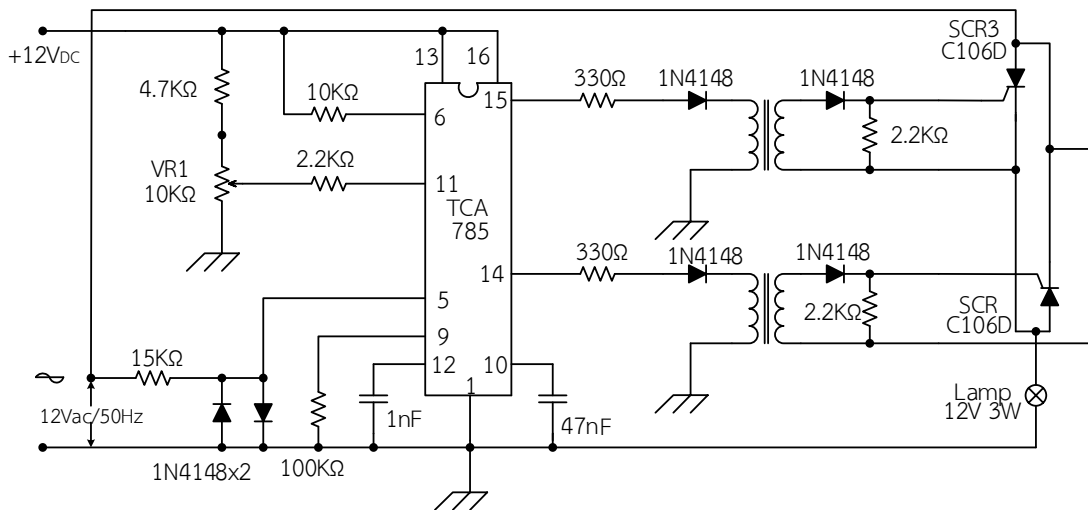 SCR3
C106D
+12VDC
13
16
4.7KΩ
10KΩ
6
15
330Ω
1N4148
1N4148
2.2KΩ
VR1
10KΩ
2.2KΩ
11
TCA
785
14
330Ω
1N4148
1N4148
2.2KΩ
SCR
C106D
5
9
12
10
1
15KΩ
12Vac/50Hz
1nF
47nF
Lamp
12V 3W
1N4148x2
100KΩ